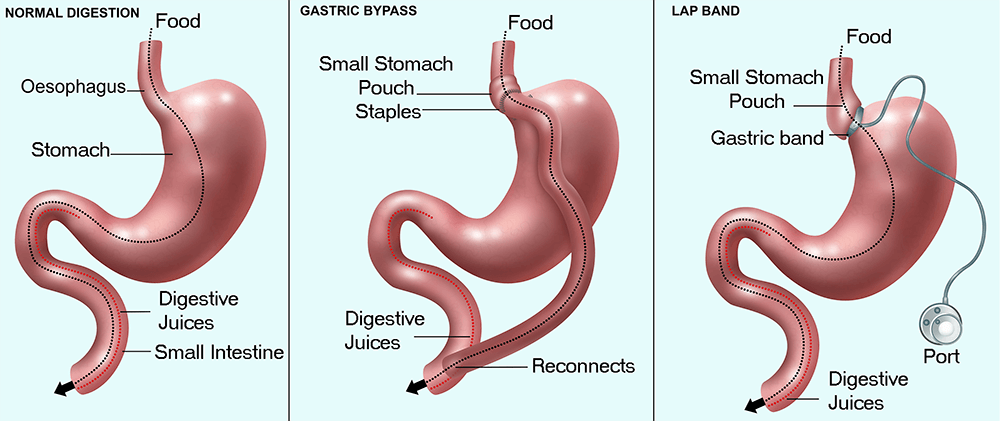 NORMAL DIGESTION
Food
Oesophagus
Stomach
Digestive
Juices
Small Intestine
GASTRIC BYPASS
Food
Small Stomach
Pouch
Staples
Digestive
Juices
Reconnects
LAP BAND
Food
Small Stomach
Pouch
Gastric band
Port
Digestive
Juices